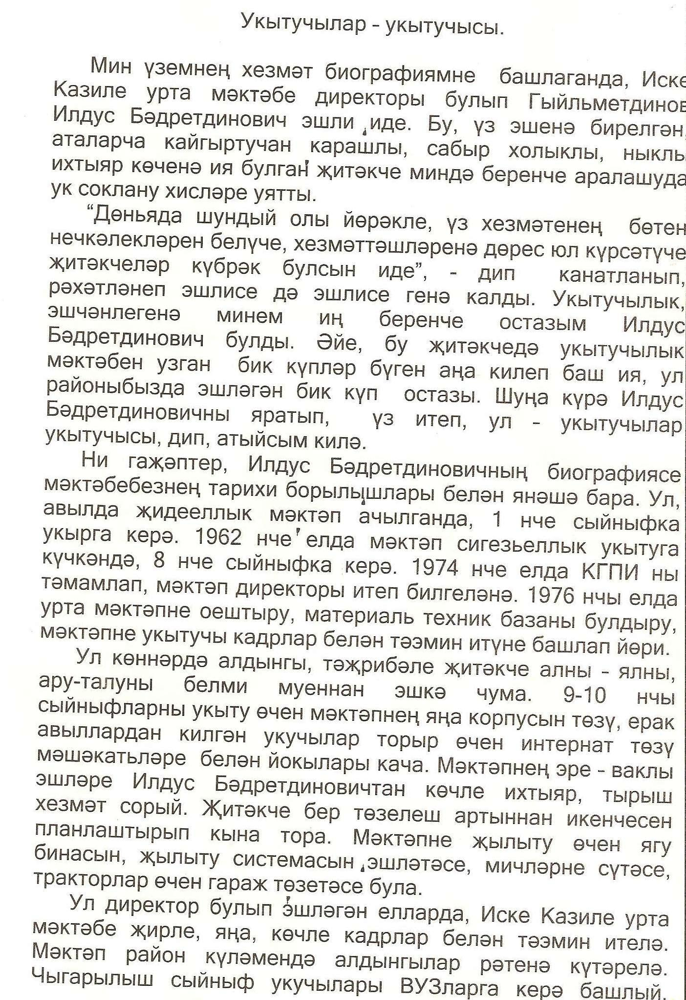 Укытучылар – укытучысы.
Мин үземнең хезмәт биографиямне башлаганда, Иске
Казиле урта мәктәбе директоры булып Гыйльметдинов
Илдус Бәдретдинович эшли иде. Бу, үз эшенә бирелгән,
аталарча кайгыртучан карашлы, сабыр холыклы, ныклы
ихтыяр көченә ия булган җитәкче миндә беренче аралашуда
ук соклану хисләре уятты.
“Дөньяда шундый олы йөрәкле, үз хезмәтенең бөтен
нечкәлекләрен белүче, хезмәттәшләренә дөрес юл күрсәтүче
җитәкчеләр күбрәк булсын иде”, - дип канатланып,
рәхәтләнеп эшлисе дә эшлисе генә калды. Укытучылык,
эшчәнлегенә минем иң беренче остазым Илдус
Бәдретдинович булды. Әйе, бу җитәкчедә укытучылык
мәктәбен узган бик күпләр бүген аңа килеп баш ия, ул
районыбызда эшләгән бик күп остазы. Шуңа күрә Илдус
Бәдретдиновичны яратып, үз итеп, ул – укытучылар
укытучысы, дип, атыйсым килә.
Ни гаҗәптер, Илдус Бәдретдиновичның биографиясе
мәктәбебезнең тарихи борылышлары белән янәшә бара. Ул,
авылда җидееллык мәктәп ачылганда, 1 нче сыйныфка
укырга керә. 1962 нче елда мәктәп сигезьеллык укытуга
күчкәндә, 8 нче сыйныфка керә. 1974 нче елда КГПИ ны
тәмамлап, мәктәп директоры итеп билгеләнә. 1976 нчы елда
урта мәктәпне оештыру, материаль техник базаны булдыру,
мәктәпне укытучы кадрлар белән тәэмин итүне башлап йөри.
Ул көннәрдә алдынгы, тәҗрибәле җитәкче алны – ялны,
ару-талуны белми муеннан эшкә чума. 9-10 нчы
сыйныфларны укыту өчен мәктәпнең яңа корпусын төзү, ерак
авыллардан килгән укучылар торыр өчен интернат төзү
мәшәкатьләре белән йокылары кача. Мәктәпнең эре – ваклы
эшләре Илдус Бәдретдиновичтан көчле ихтыяр, тырыш
хезмәт сорый. Җитәкче бер төзелеш артыннан икенчесен
планлаштырып кына тора. Мәктәпне җылыту өчен ягу
бинасын, җылыту системасын эшләтәсе, мичләрне сүтәсе,
тракторлар өчен гараж төзетәсе була.
Ул директор булып эшләгән елларда, Иске Казиле урта
мәктәбе җирле, яңа, көчле кадрлар белән тәэмин ителә.
Мәктәп район күләмендә алдынгылар рәтенә күтәрелә.
Чыгарылыш сыйныф укучылары ВУЗларга керә башлый.